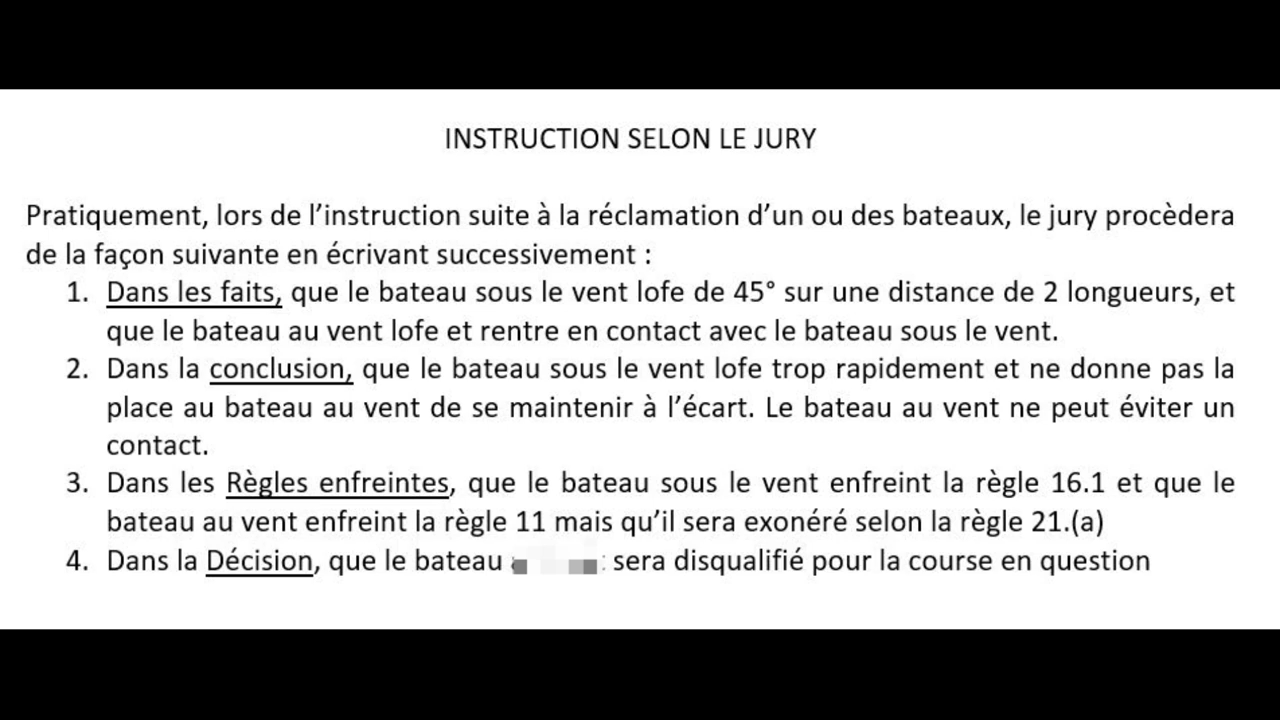 INSTRUCTION SELON LE JURY
Pratiquement, lors de l’instruction suite à la réclamation d’un ou des bateaux, le jury procèdera
de la façon suivante en écrivant successivement :
1. Dans les faits, que le bateau sous le vent lofe de 45° sur une distance de 2 longueurs, et
que le bateau au vent lofe et rentre en contact avec le bateau sous le vent.
2. Dans la conclusion, que le bateau sous le vent lofe trop rapidement et ne donne pas la
place au bateau au vent de se maintenir à l’écart. Le bateau au vent ne peut éviter un
contact.
3. Dans les Règles enfreintes, que le bateau sous le vent enfreint la règle 16.1 et que le
bateau au vent enfreint la règle 11 mais qu’il sera exonéré selon la règle 21.(a)
4. Dans la Décision, que le bateau sera disqualifié pour la course en question